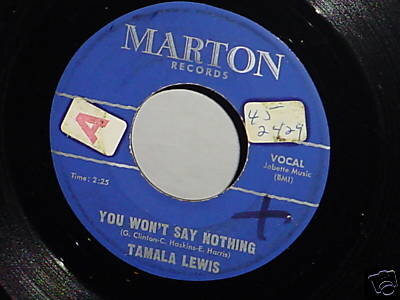 MARTON
RECORDS
A
45-
2429
VOCAL
Jobette Music
(BMI)
Time: 2:25
YOU WON'T SAY NOTHING
(G. Clinton-C. Haskins-E. Harris)
TAMALA LEWIS